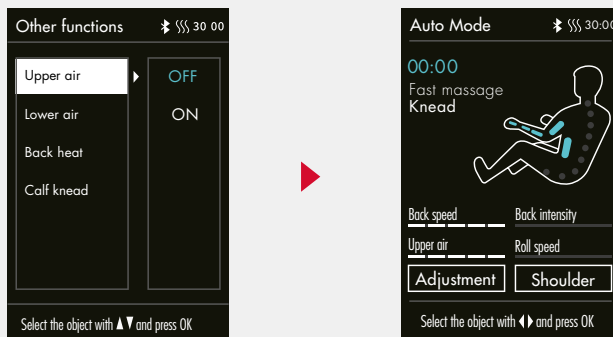 Other functions 30 00
Upper air OFF
Lower air ON
Back heat
Calf knead
Select the object with ▲▼ and press OK
Auto Mode 30:00
00:00
Fast massage
Knead
Back speed Back intensity
Upper air Roll speed
Adjustment Shoulder
Select the object with ◀▶ and press OK